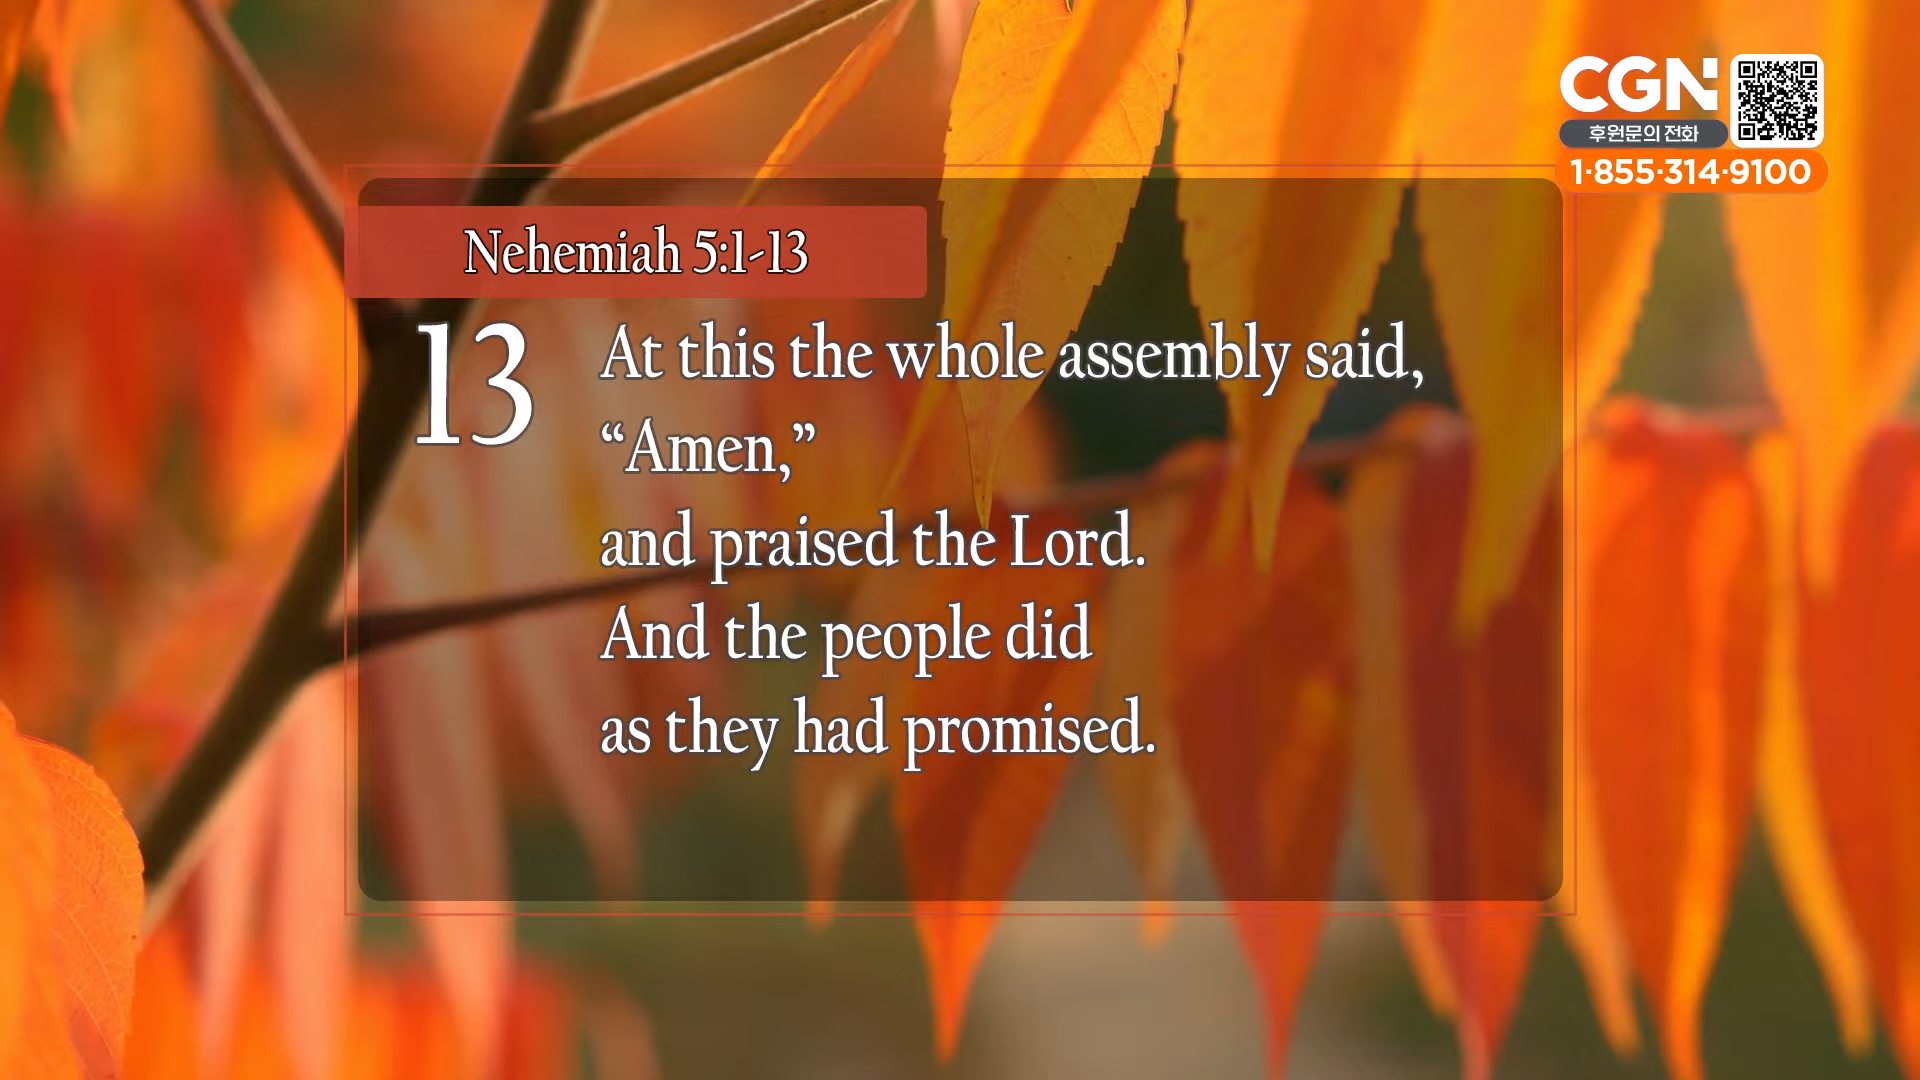 CGN
후원문의 전화
1·855·314·9100
Nehemiah 5:1-13
13
At this the whole assembly said,
“Amen,”
and praised the Lord.
And the people did
as they had promised.